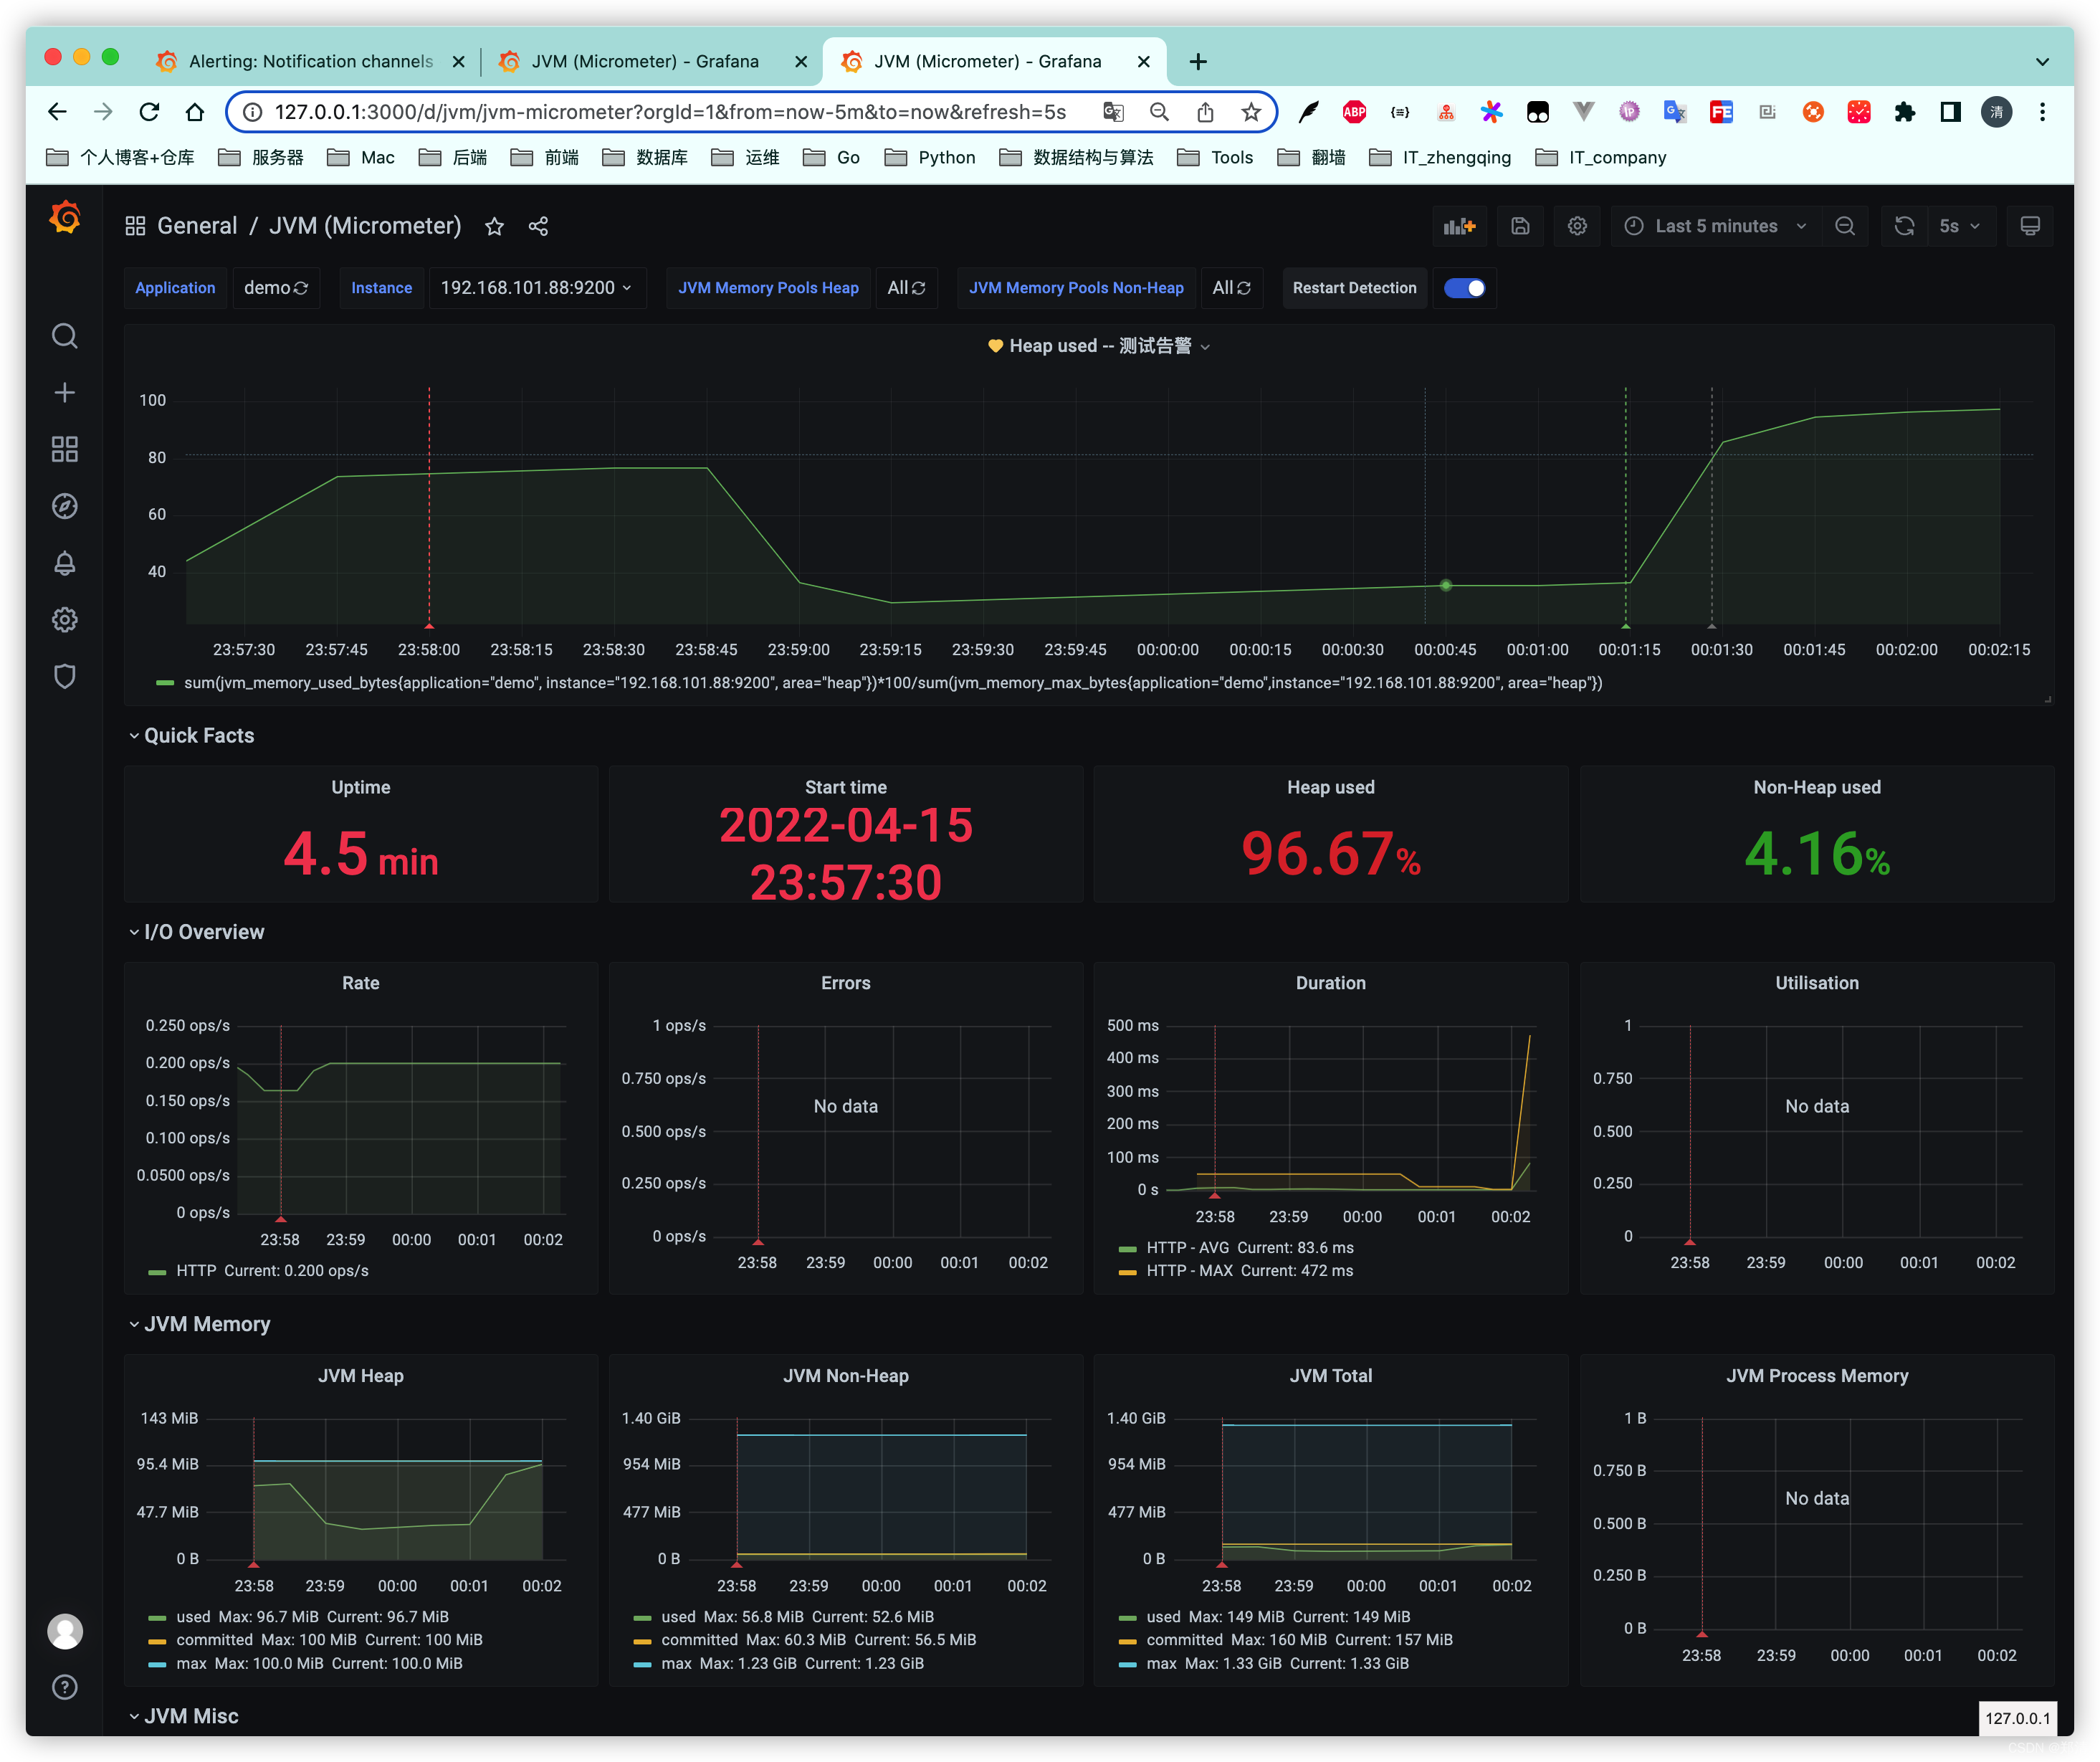 Alerting: Notification channels
JVM (Micrometer) - Grafana
JVM (Micrometer) - Grafana
127.0.0.1:3000/d/jvm/jvm-micrometer?orgId=1&from=now-5m&to=now&refresh=5s
ABP
FE
清
个人博客+仓库 服务器 Mac 后端 前端 数据库 运维 Go Python 数据结构与算法 Tools 翻墙 IT_zhengqing IT_company
General / JVM (Micrometer)
Last 5 minutes
5s
Application demo Instance 192.168.101.88:9200 JVM Memory Pools Heap All JVM Memory Pools Non-Heap All Restart Detection
Heap used -- 测试告警
100
80
60
40
23:57:30 23:57:45 23:58:00 23:58:15 23:58:30 23:58:45 23:59:00 23:59:15 23:59:30 23:59:45 00:00:00 00:00:15 00:00:30 00:00:45 00:01:00 00:01:15 00:01:30 00:01:45 00:02:00 00:02:15
sum(jvm_memory_used_bytes{application="demo", instance="192.168.101.88:9200", area="heap"})*100/sum(jvm_memory_max_bytes{application="demo",instance="192.168.101.88:9200", area="heap"})
Quick Facts
Uptime
4.5 min
Start time
2022-04-15
23:57:30
Heap used
96.67%
Non-Heap used
4.16%
I/O Overview
Rate
0.250 ops/s
0.200 ops/s
0.150 ops/s
0.100 ops/s
0.0500 ops/s
0 ops/s
23:58 23:59 00:00 00:01 00:02
HTTP Current: 0.200 ops/s
Errors
1 ops/s
0.750 ops/s
No data
0.500 ops/s
0.250 ops/s
0 ops/s
23:58 23:59 00:00 00:01 00:02
Duration
500 ms
400 ms
300 ms
200 ms
100 ms
0 s
23:58 23:59 00:00 00:01 00:02
HTTP - AVG Current: 83.6 ms
HTTP - MAX Current: 472 ms
Utilisation
1
0.750
No data
0.500
0.250
0
23:58 23:59 00:00 00:01 00:02
JVM Memory
JVM Heap
143 MiB
95.4 MiB
47.7 MiB
0 B
23:58 23:59 00:00 00:01 00:02
used Max: 96.7 MiB Current: 96.7 MiB
committed Max: 100 MiB Current: 100 MiB
max Max: 100.0 MiB Current: 100.0 MiB
JVM Non-Heap
1.40 GiB
954 MiB
477 MiB
0 B
23:58 23:59 00:00 00:01 00:02
used Max: 56.8 MiB Current: 52.6 MiB
committed Max: 60.3 MiB Current: 56.5 MiB
max Max: 1.23 GiB Current: 1.23 GiB
JVM Total
1.40 GiB
954 MiB
477 MiB
0 B
23:58 23:59 00:00 00:01 00:02
used Max: 149 MiB Current: 149 MiB
committed Max: 160 MiB Current: 157 MiB
max Max: 1.33 GiB Current: 1.33 GiB
JVM Process Memory
1 B
0.750 B
No data
0.500 B
0.250 B
0 B
23:58 23:59 00:00 00:01 00:02
JVM Misc
127.0.0.1